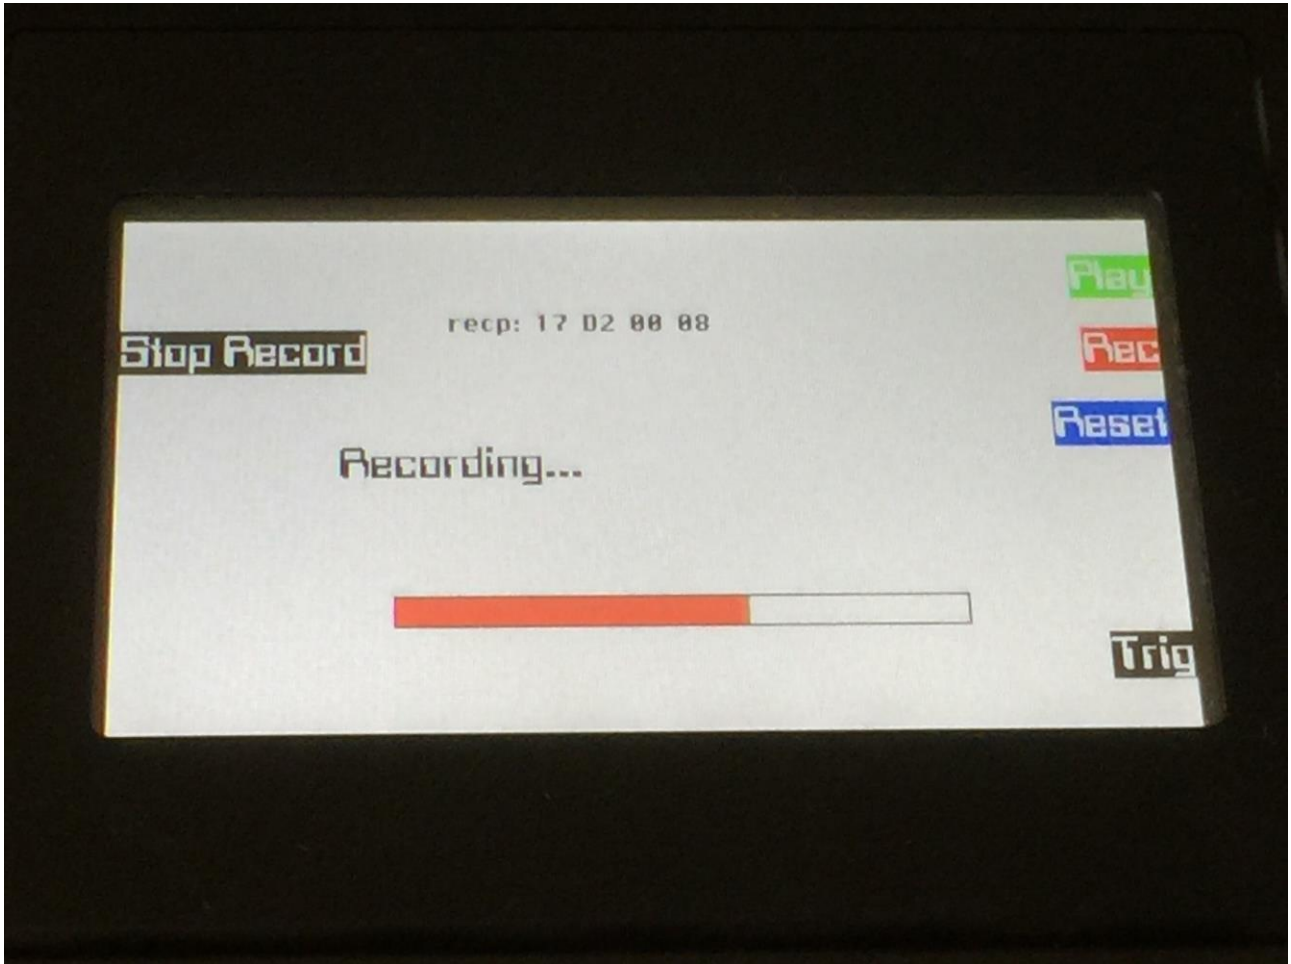 Play
recp: 17 D2 00 08
Stop Record
Rec
Reset
Recording...
Trig